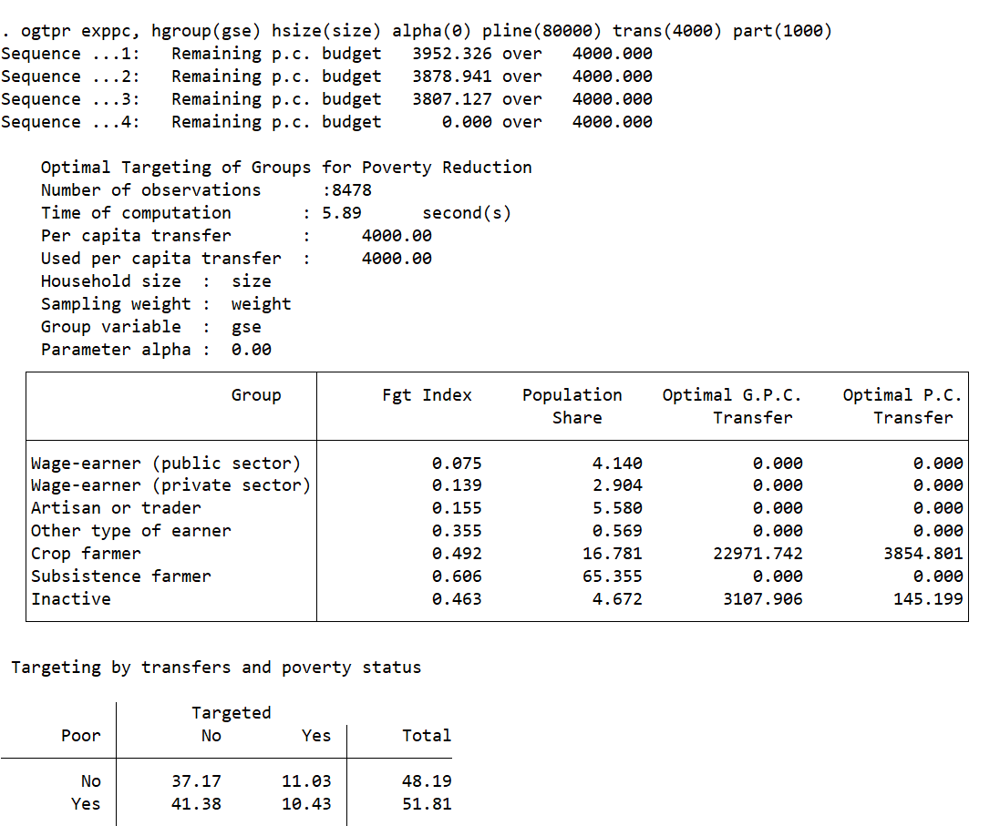 . ogtpr exppc, hgroup(gse) hsize(size) alpha(0) pline(80000) trans(4000) part(1000)
Sequence ...1:   Remaining p.c. budget   3952.326 over   4000.000
Sequence ...2:   Remaining p.c. budget   3878.941 over   4000.000
Sequence ...3:   Remaining p.c. budget   3807.127 over   4000.000
Sequence ...4:   Remaining p.c. budget      0.000 over   4000.000
Optimal Targeting of Groups for Poverty Reduction
Number of observations      :8478
Time of computation       : 5.89      second(s)
Per capita transfer       :     4000.00
Used per capita transfer  :     4000.00
Household size  :  size
Sampling weight :  weight
Group variable  :  gse
Parameter alpha :  0.00
Group   Fgt Index   Population   Optimal G.P.C.   Optimal P.C.
Share   Transfer   Transfer
Wage-earner (public sector)   0.075   4.140   0.000   0.000
Wage-earner (private sector)   0.139   2.904   0.000   0.000
Artisan or trader   0.155   5.580   0.000   0.000
Other type of earner   0.355   0.569   0.000   0.000
Crop farmer   0.492   16.781   22971.742   3854.801
Subsistence farmer   0.606   65.355   0.000   0.000
Inactive   0.463   4.672   3107.906   145.199
Targeting by transfers and poverty status
Targeted
Poor   No   Yes   Total
No   37.17   11.03   48.19
Yes   41.38   10.43   51.81